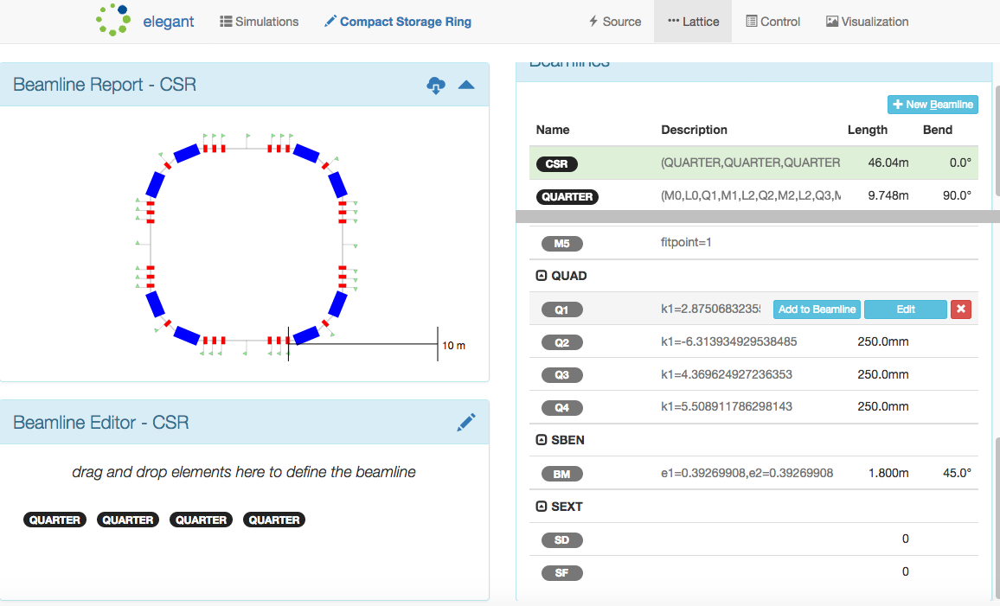 elegant Simulations Compact Storage Ring Source Lattice Control Visualization
Beamline Report - CSR
10 m
Beamline Editor - CSR
drag and drop elements here to define the beamline
QUARTER QUARTER QUARTER QUARTER
Beamlines
New Beamline
Name Description Length Bend
CSR (QUARTER,QUARTER,QUARTER 46.04m 0.0°
QUARTER (M0,L0,Q1,M1,L2,Q2,M2,L2,Q3,M 9.748m 90.0°
M5 fitpoint=1
QUAD
Q1 k1=2.87506832355 Add to Beamline Edit
Q2 k1=-6.313934929538485 250.0mm
Q3 k1=4.369624927236353 250.0mm
Q4 k1=5.508911786298143 250.0mm
SBEN
BM e1=0.39269908,e2=0.39269908 1.800m 45.0°
SEXT
SD 0
SF 0